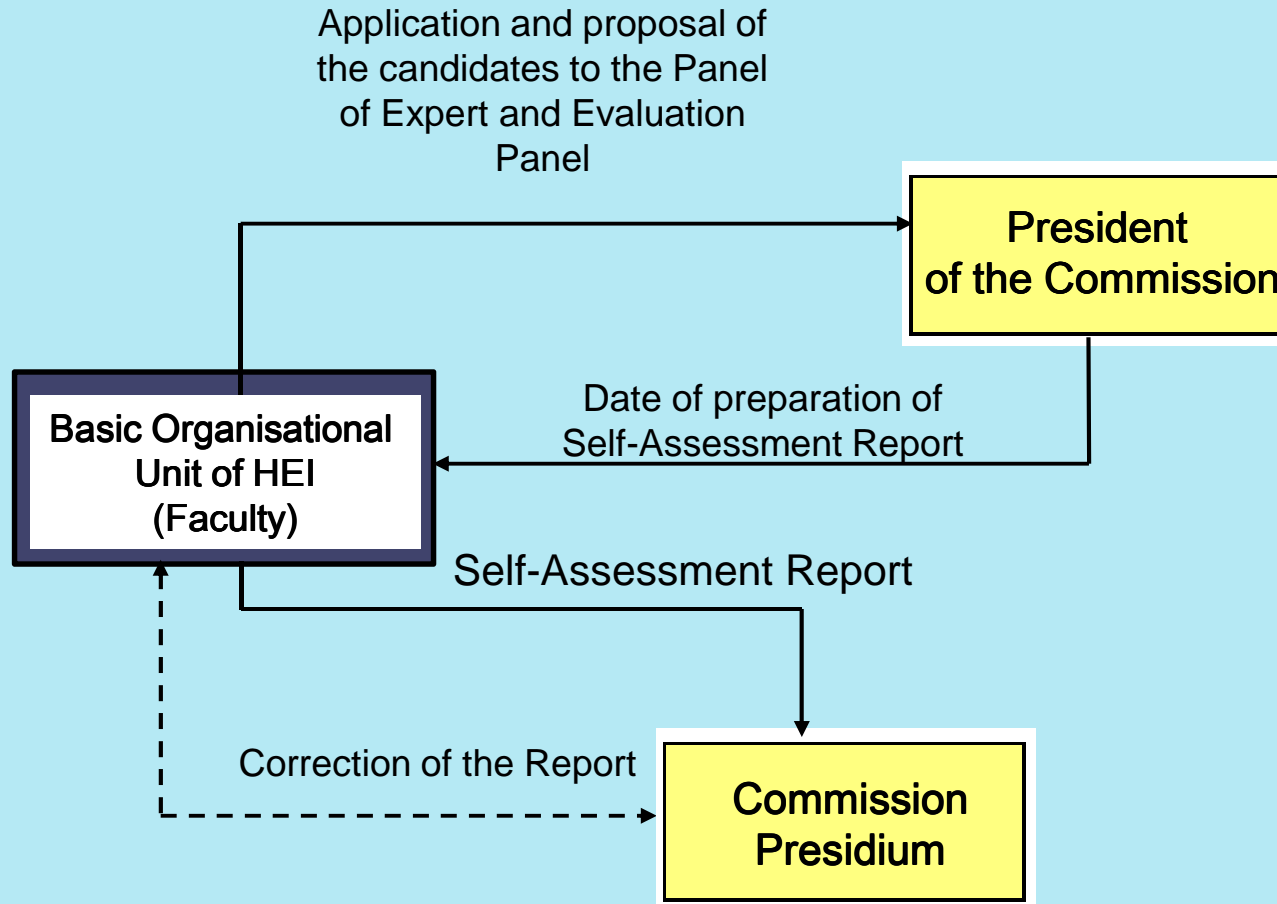 Application and proposal of
the candidates to the Panel
of Expert and Evaluation
Panel
President
of the Commission
Date of preparation of
Self-Assessment Report
Basic Organisational
Unit of HEI
(Faculty)
Self-Assessment Report
Correction of the Report
Commission
Presidium